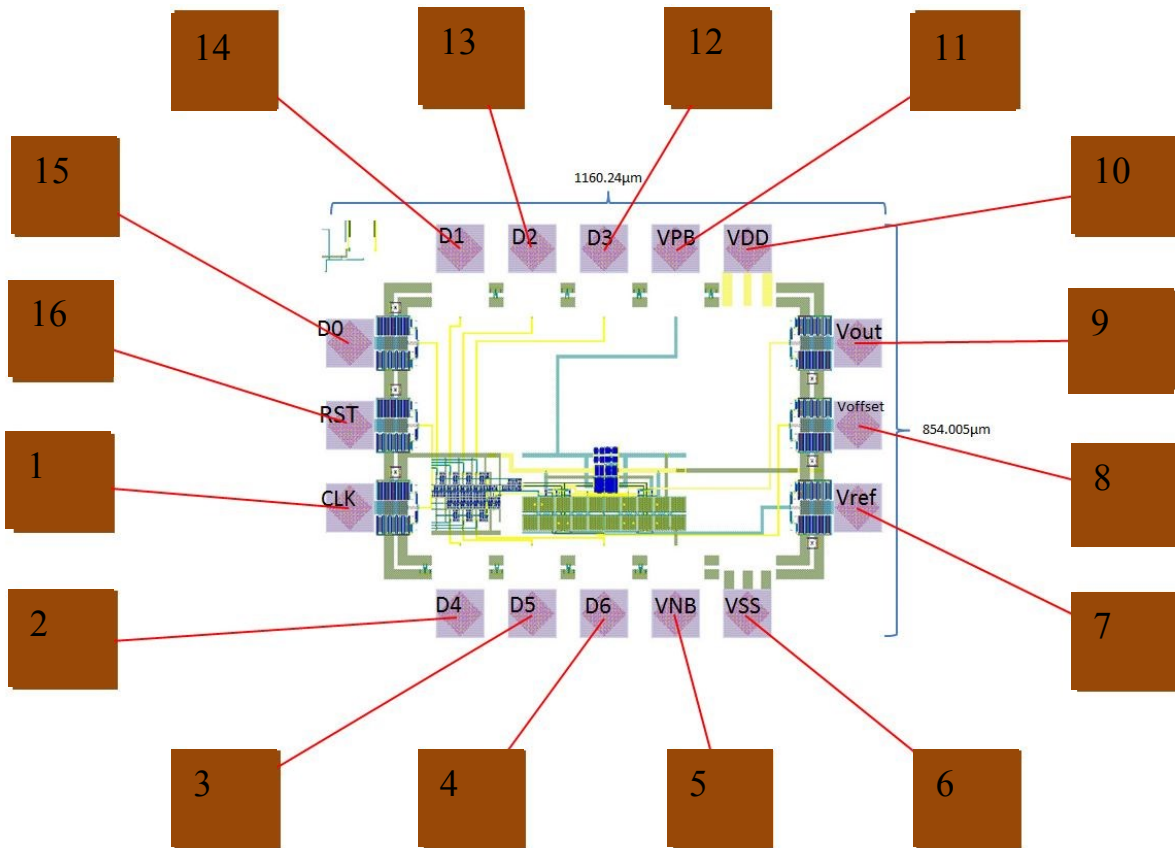 14
13
12
11
15
10
1160.24µm
D1
D2
D3
VPB
VDD
16
9
D0
Vout
RST
Voffset
854.005µm
1
8
CLK
Vref
2
7
D4
D5
D6
VNB
VSS
3
4
5
6